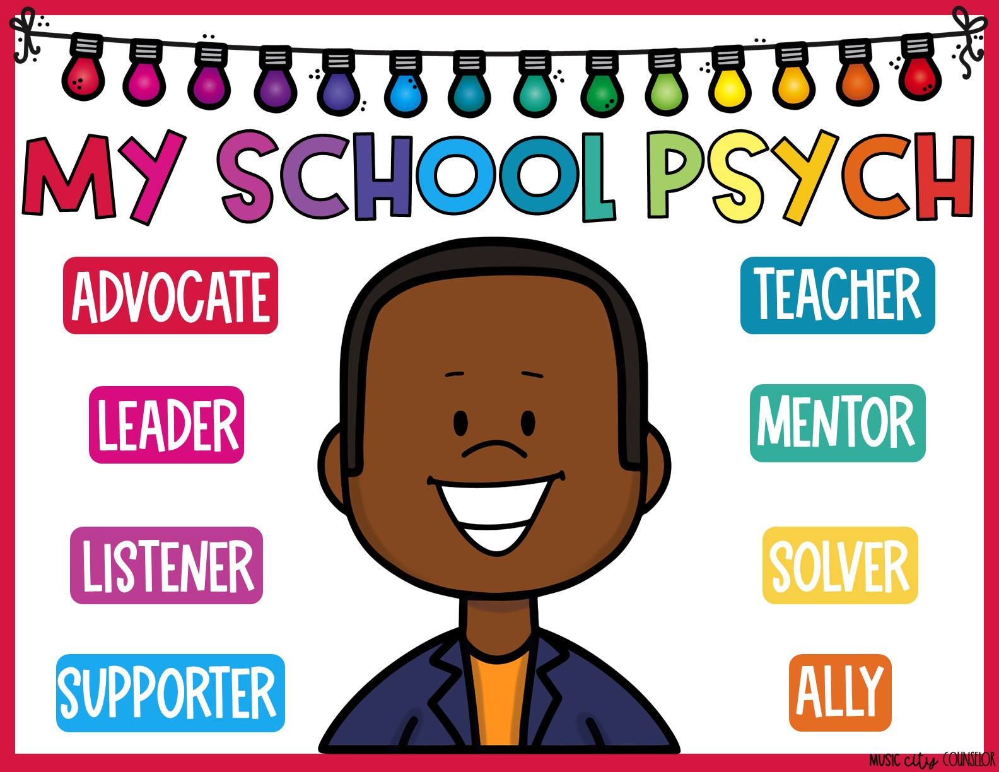 MY SCHOOL PSYCH
ADVOCATE
LEADER
LISTENER
SUPPORTER
TEACHER
MENTOR
SOLVER
ALLY
MUSIC city COUNSELOR